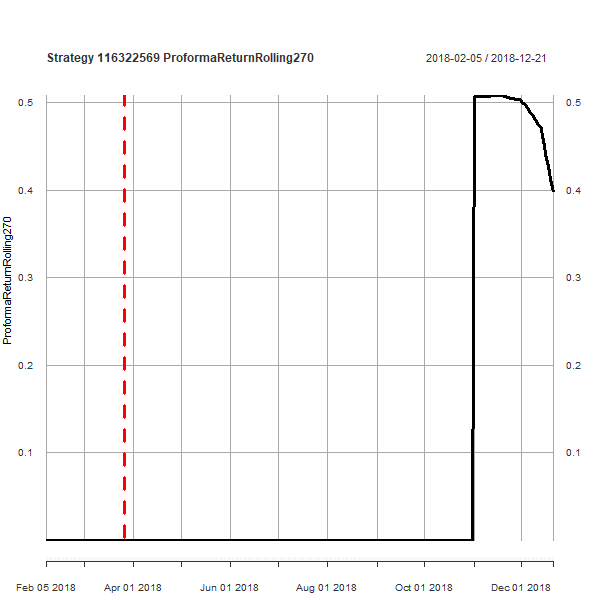 Strategy 116322569 ProformaReturnRolling270
2018-02-05 / 2018-12-21
0.5
0.4
0.3
0.2
0.1
ProformaReturnRolling270
0.5
0.4
0.3
0.2
0.1
Feb 05 2018
Apr 01 2018
Jun 01 2018
Aug 01 2018
Oct 01 2018
Dec 01 2018